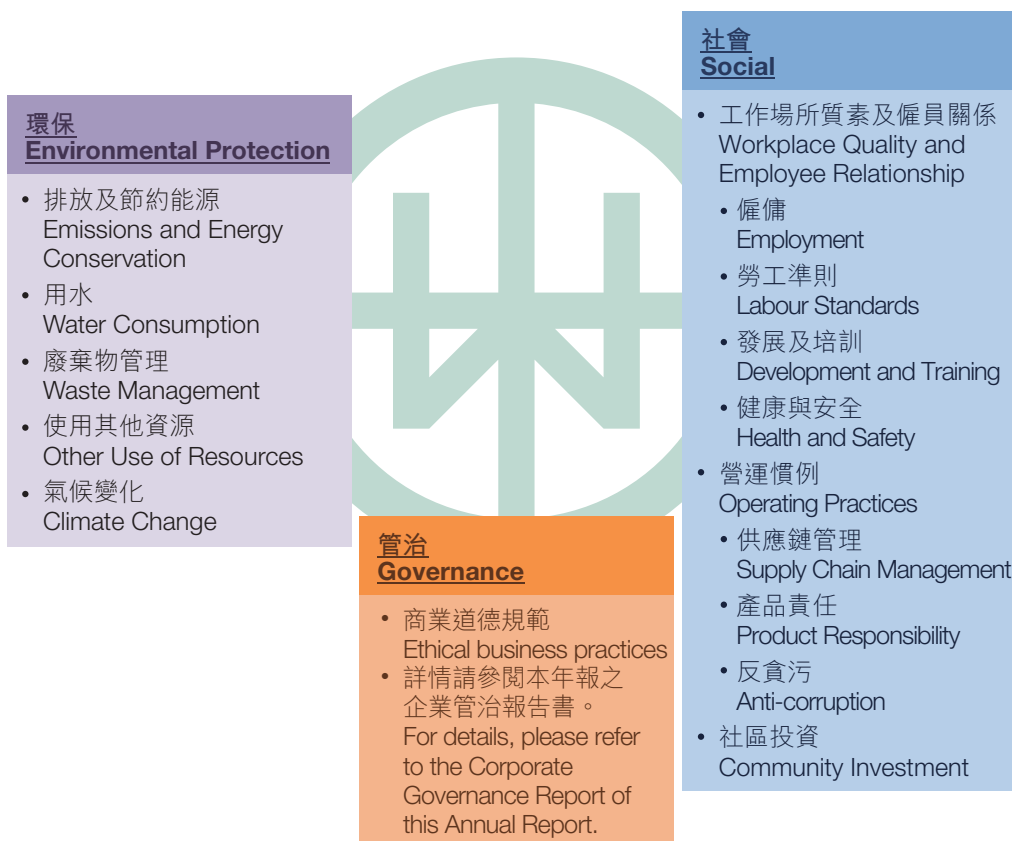 環保
Environmental Protection
• 排放及節約能源
Emissions and Energy
Conservation
• 用水
Water Consumption
• 廢棄物管理
Waste Management
• 使用其他資源
Other Use of Resources
• 氣候變化
Climate Change
管治
Governance
• 商業道德規範
Ethical business practices
• 詳情請參閱本年報之
企業管治報告書。
For details, please refer
to the Corporate
Governance Report of
this Annual Report.
社會
Social
• 工作場所質素及僱員關係
Workplace Quality and
Employee Relationship
• 僱傭
Employment
• 勞工準則
Labour Standards
• 發展及培訓
Development and Training
• 健康與安全
Health and Safety
• 營運慣例
Operating Practices
• 供應鏈管理
Supply Chain Management
• 產品責任
Product Responsibility
• 反貪污
Anti-corruption
• 社區投資
Community Investment